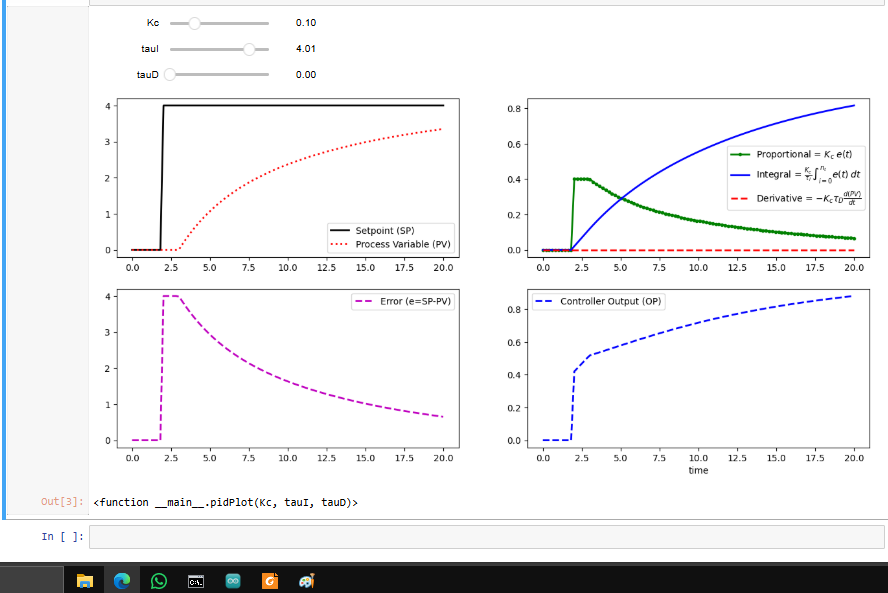 Kc 0.10
tauI 4.01
tauD 0.00
4
3
2
1
0
0.0 2.5 5.0 7.5 10.0 12.5 15.0 17.5 20.0
Setpoint (SP)
Process Variable (PV)
0.8
0.6
0.4
0.2
0.0
0.0 2.5 5.0 7.5 10.0 12.5 15.0 17.5 20.0
Proportional = K_c e(t)
Integral = \frac{K_c}{τ_I} \int_{i=0}^{n_t} e(t) dt
Derivative = −K_c τ_D \frac{d(PV)}{dt}
4
3
2
1
0
0.0 2.5 5.0 7.5 10.0 12.5 15.0 17.5 20.0
Error (e=SP-PV)
0.8
0.6
0.4
0.2
0.0
0.0 2.5 5.0 7.5 10.0 12.5 15.0 17.5 20.0
time
Controller Output (OP)
Out[3]: <function __main__.pidPlot(Kc, tauI, tauD)>
In [ ]:
C:\.